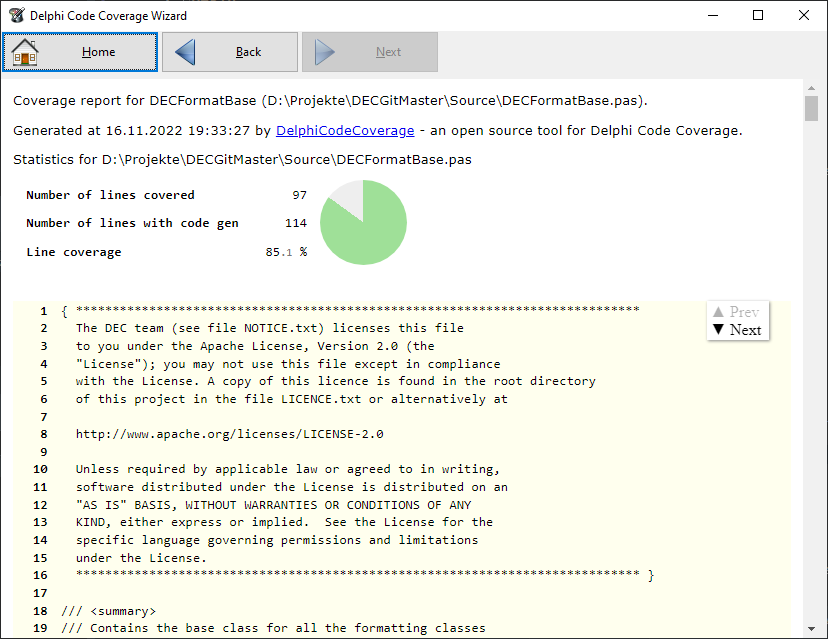 Delphi Code Coverage Wizard
Home Back Next
Coverage report for DECFormatBase (D:\Projekte\DECGitMaster\Source\DECFormatBase.pas).
Generated at 16.11.2022 19:33:27 by DelphiCodeCoverage - an open source tool for Delphi Code Coverage.
Statistics for D:\Projekte\DECGitMaster\Source\DECFormatBase.pas
Number of lines covered 97
Number of lines with code gen 114
Line coverage 85.1 %
▲ Prev
▼ Next
1 { *****************************************************************************
2 The DEC team (see file NOTICE.txt) licenses this file
3 to you under the Apache License, Version 2.0 (the
4 "License"); you may not use this file except in compliance
5 with the License. A copy of this licence is found in the root directory
6 of this project in the file LICENCE.txt or alternatively at
7
8 http://www.apache.org/licenses/LICENSE-2.0
9
10 Unless required by applicable law or agreed to in writing,
11 software distributed under the License is distributed on an
12 "AS IS" BASIS, WITHOUT WARRANTIES OR CONDITIONS OF ANY
13 KIND, either express or implied.  See the License for the
14 specific language governing permissions and limitations
15 under the License.
16 ***************************************************************************** }
17
18 /// <summary>
19 /// Contains the base class for all the formatting classes